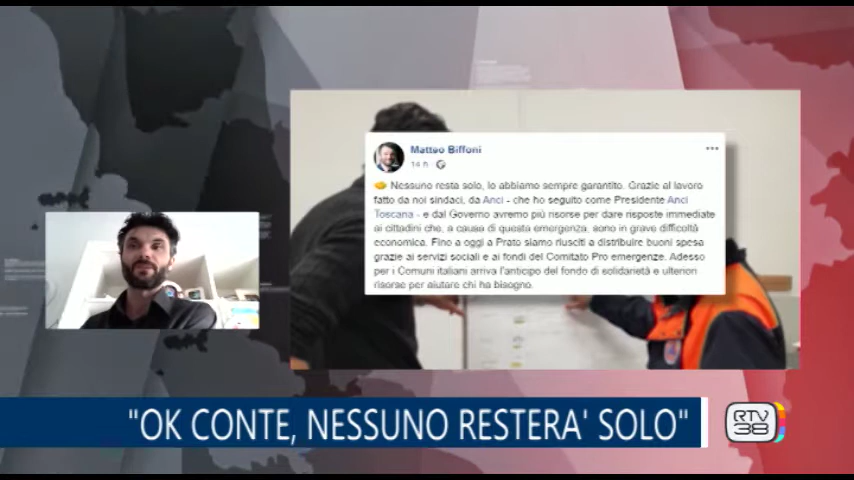 Matteo Biffoni
14 h
Nessuno resta solo, lo abbiamo sempre garantito. Grazie al lavoro
fatto da noi sindaci, da Anci - che ho seguito come Presidente Anci
Toscana - e dal Governo avremo più risorse per dare risposte immediate
ai cittadini che, a causa di questa emergenza, sono in grave difficoltà
economica. Fino a oggi a Prato siamo riusciti a distribuire buoni spesa
grazie ai servizi sociali e ai fondi del Comitato Pro emergenze. Adesso
per i Comuni italiani arriva l'anticipo del fondo di solidarietà e ulteriori
risorse per aiutare chi ha bisogno.
"OK CONTE, NESSUNO RESTERA' SOLO"
RTV
38